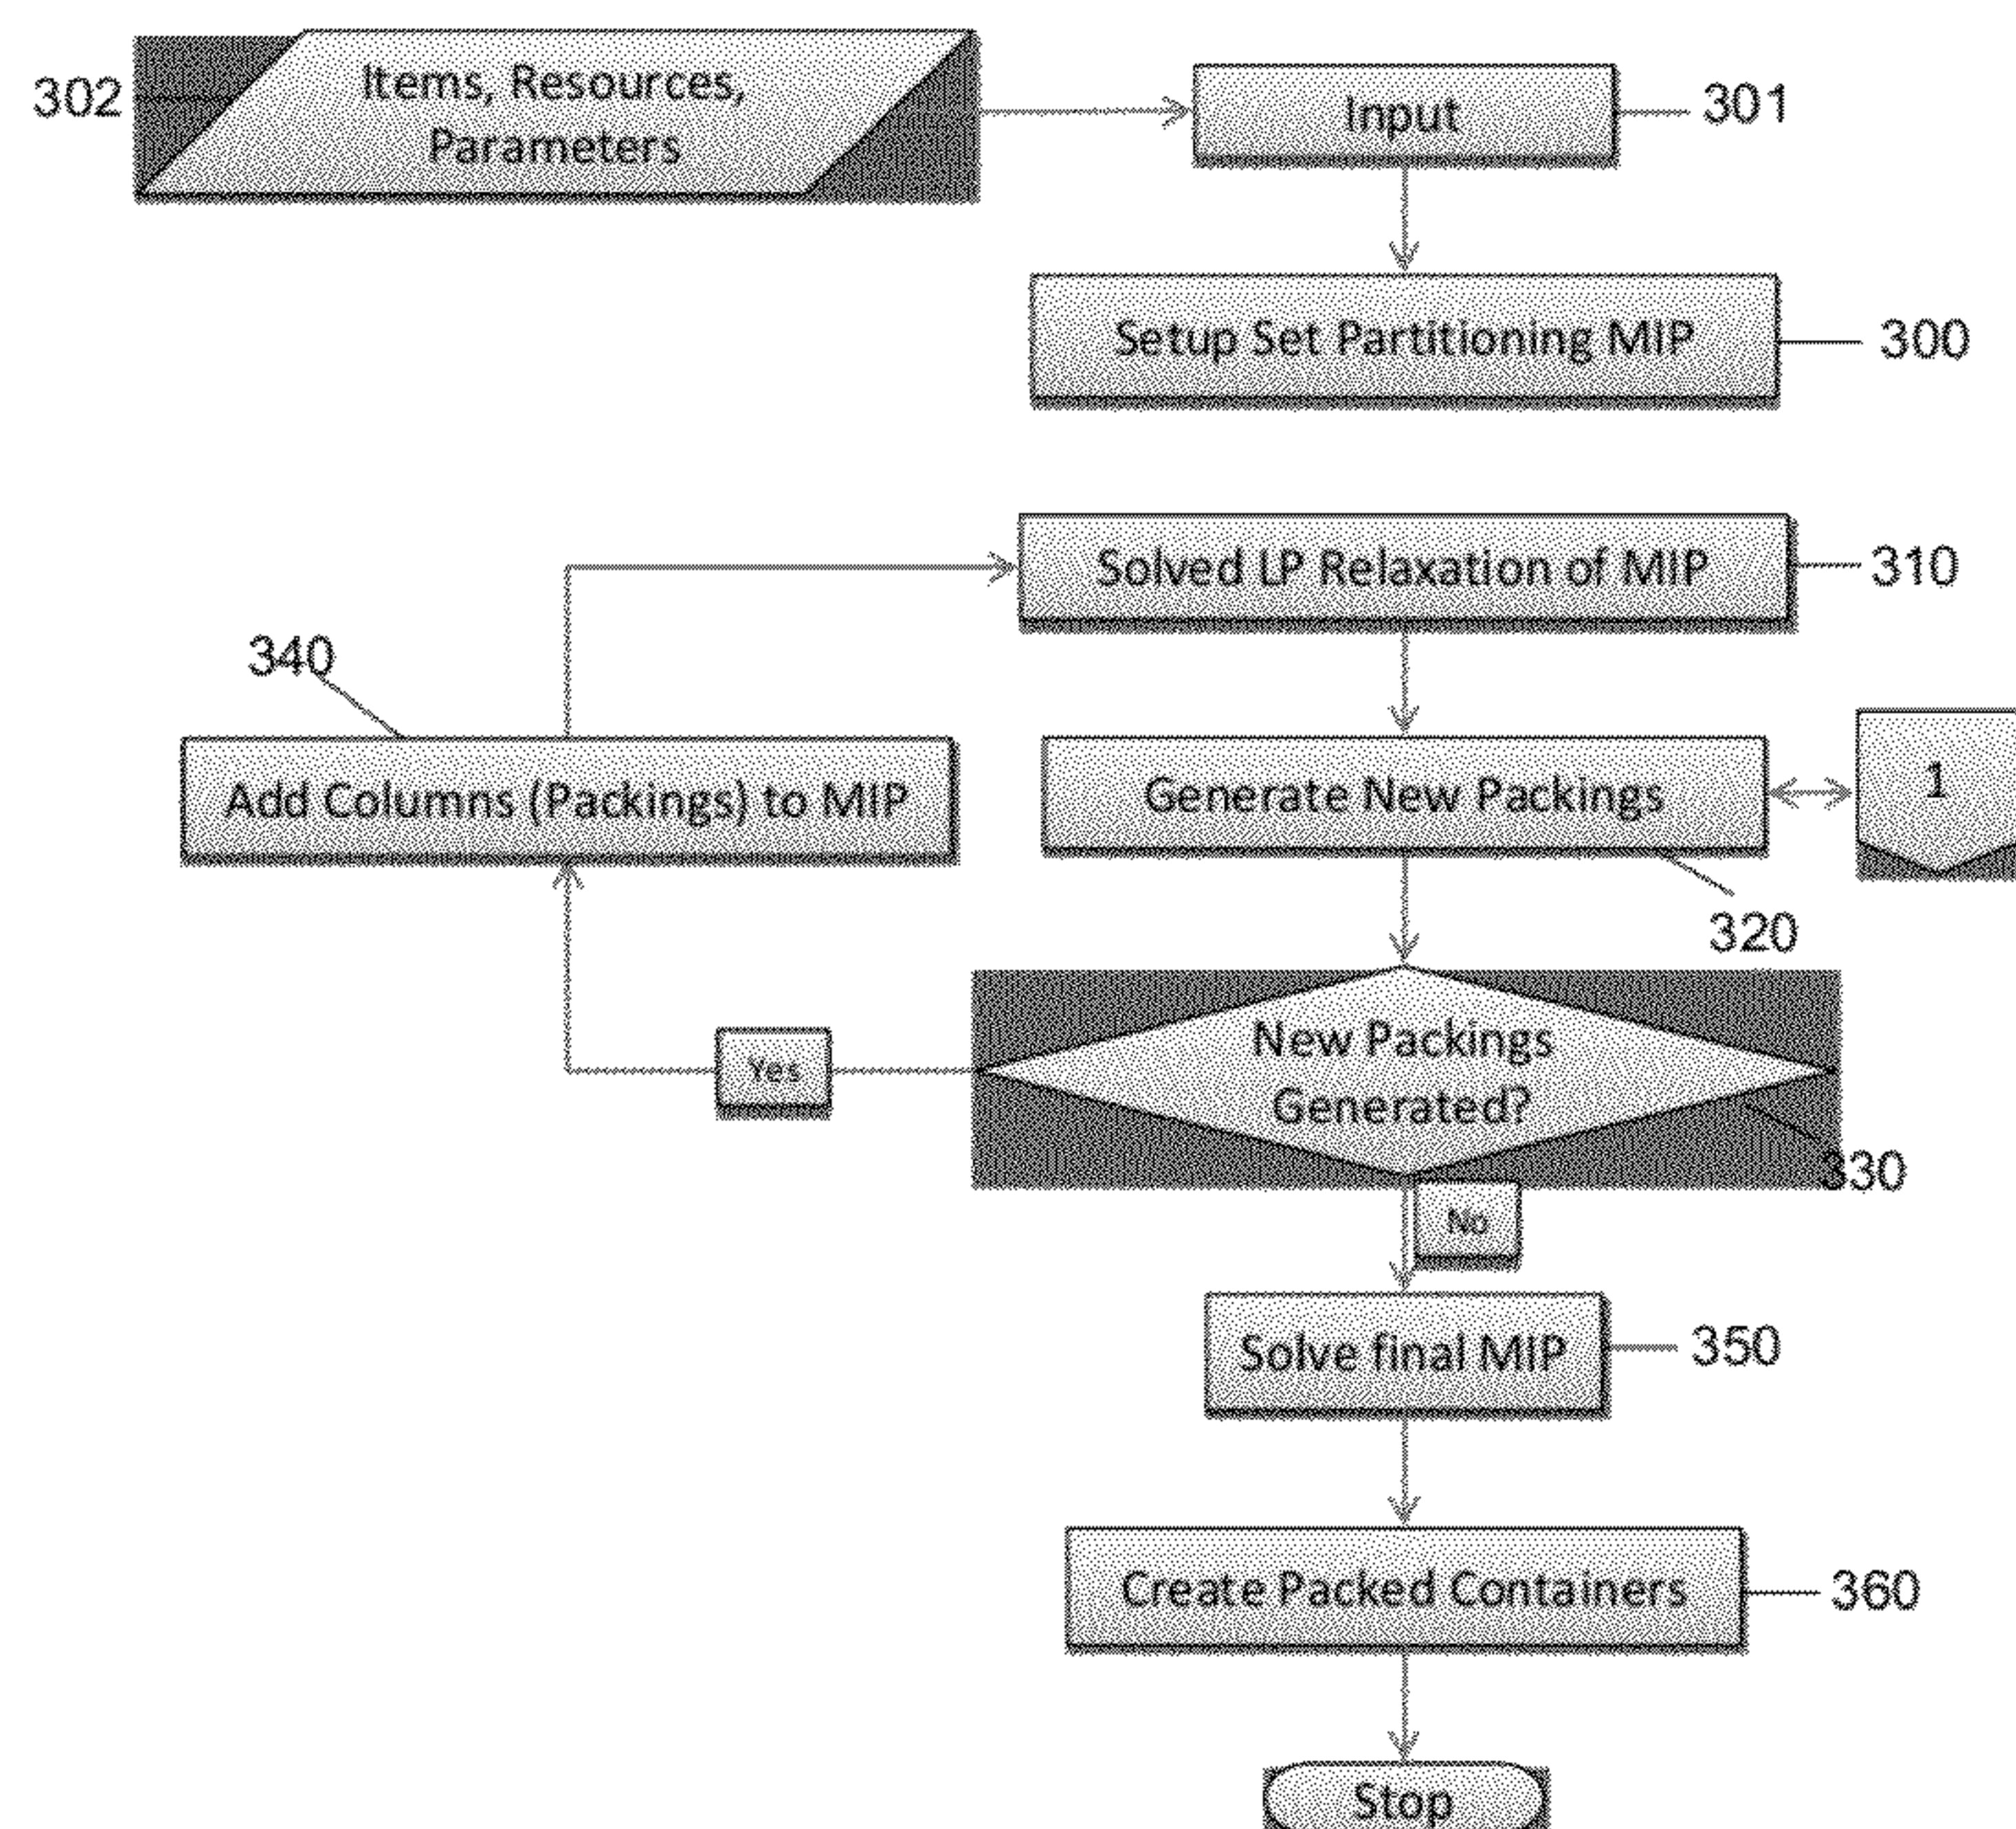 302
Items, Resources,
Parameters
Input
301
Setup Set Partitioning MIP
300
Solved LP Relaxation of MIP
310
340
Add Columns (Packings) to MIP
Generate New Packings
1
320
New Packings
Generated?
Yes
330
No
Solve final MIP
350
Create Packed Containers
360
Stop